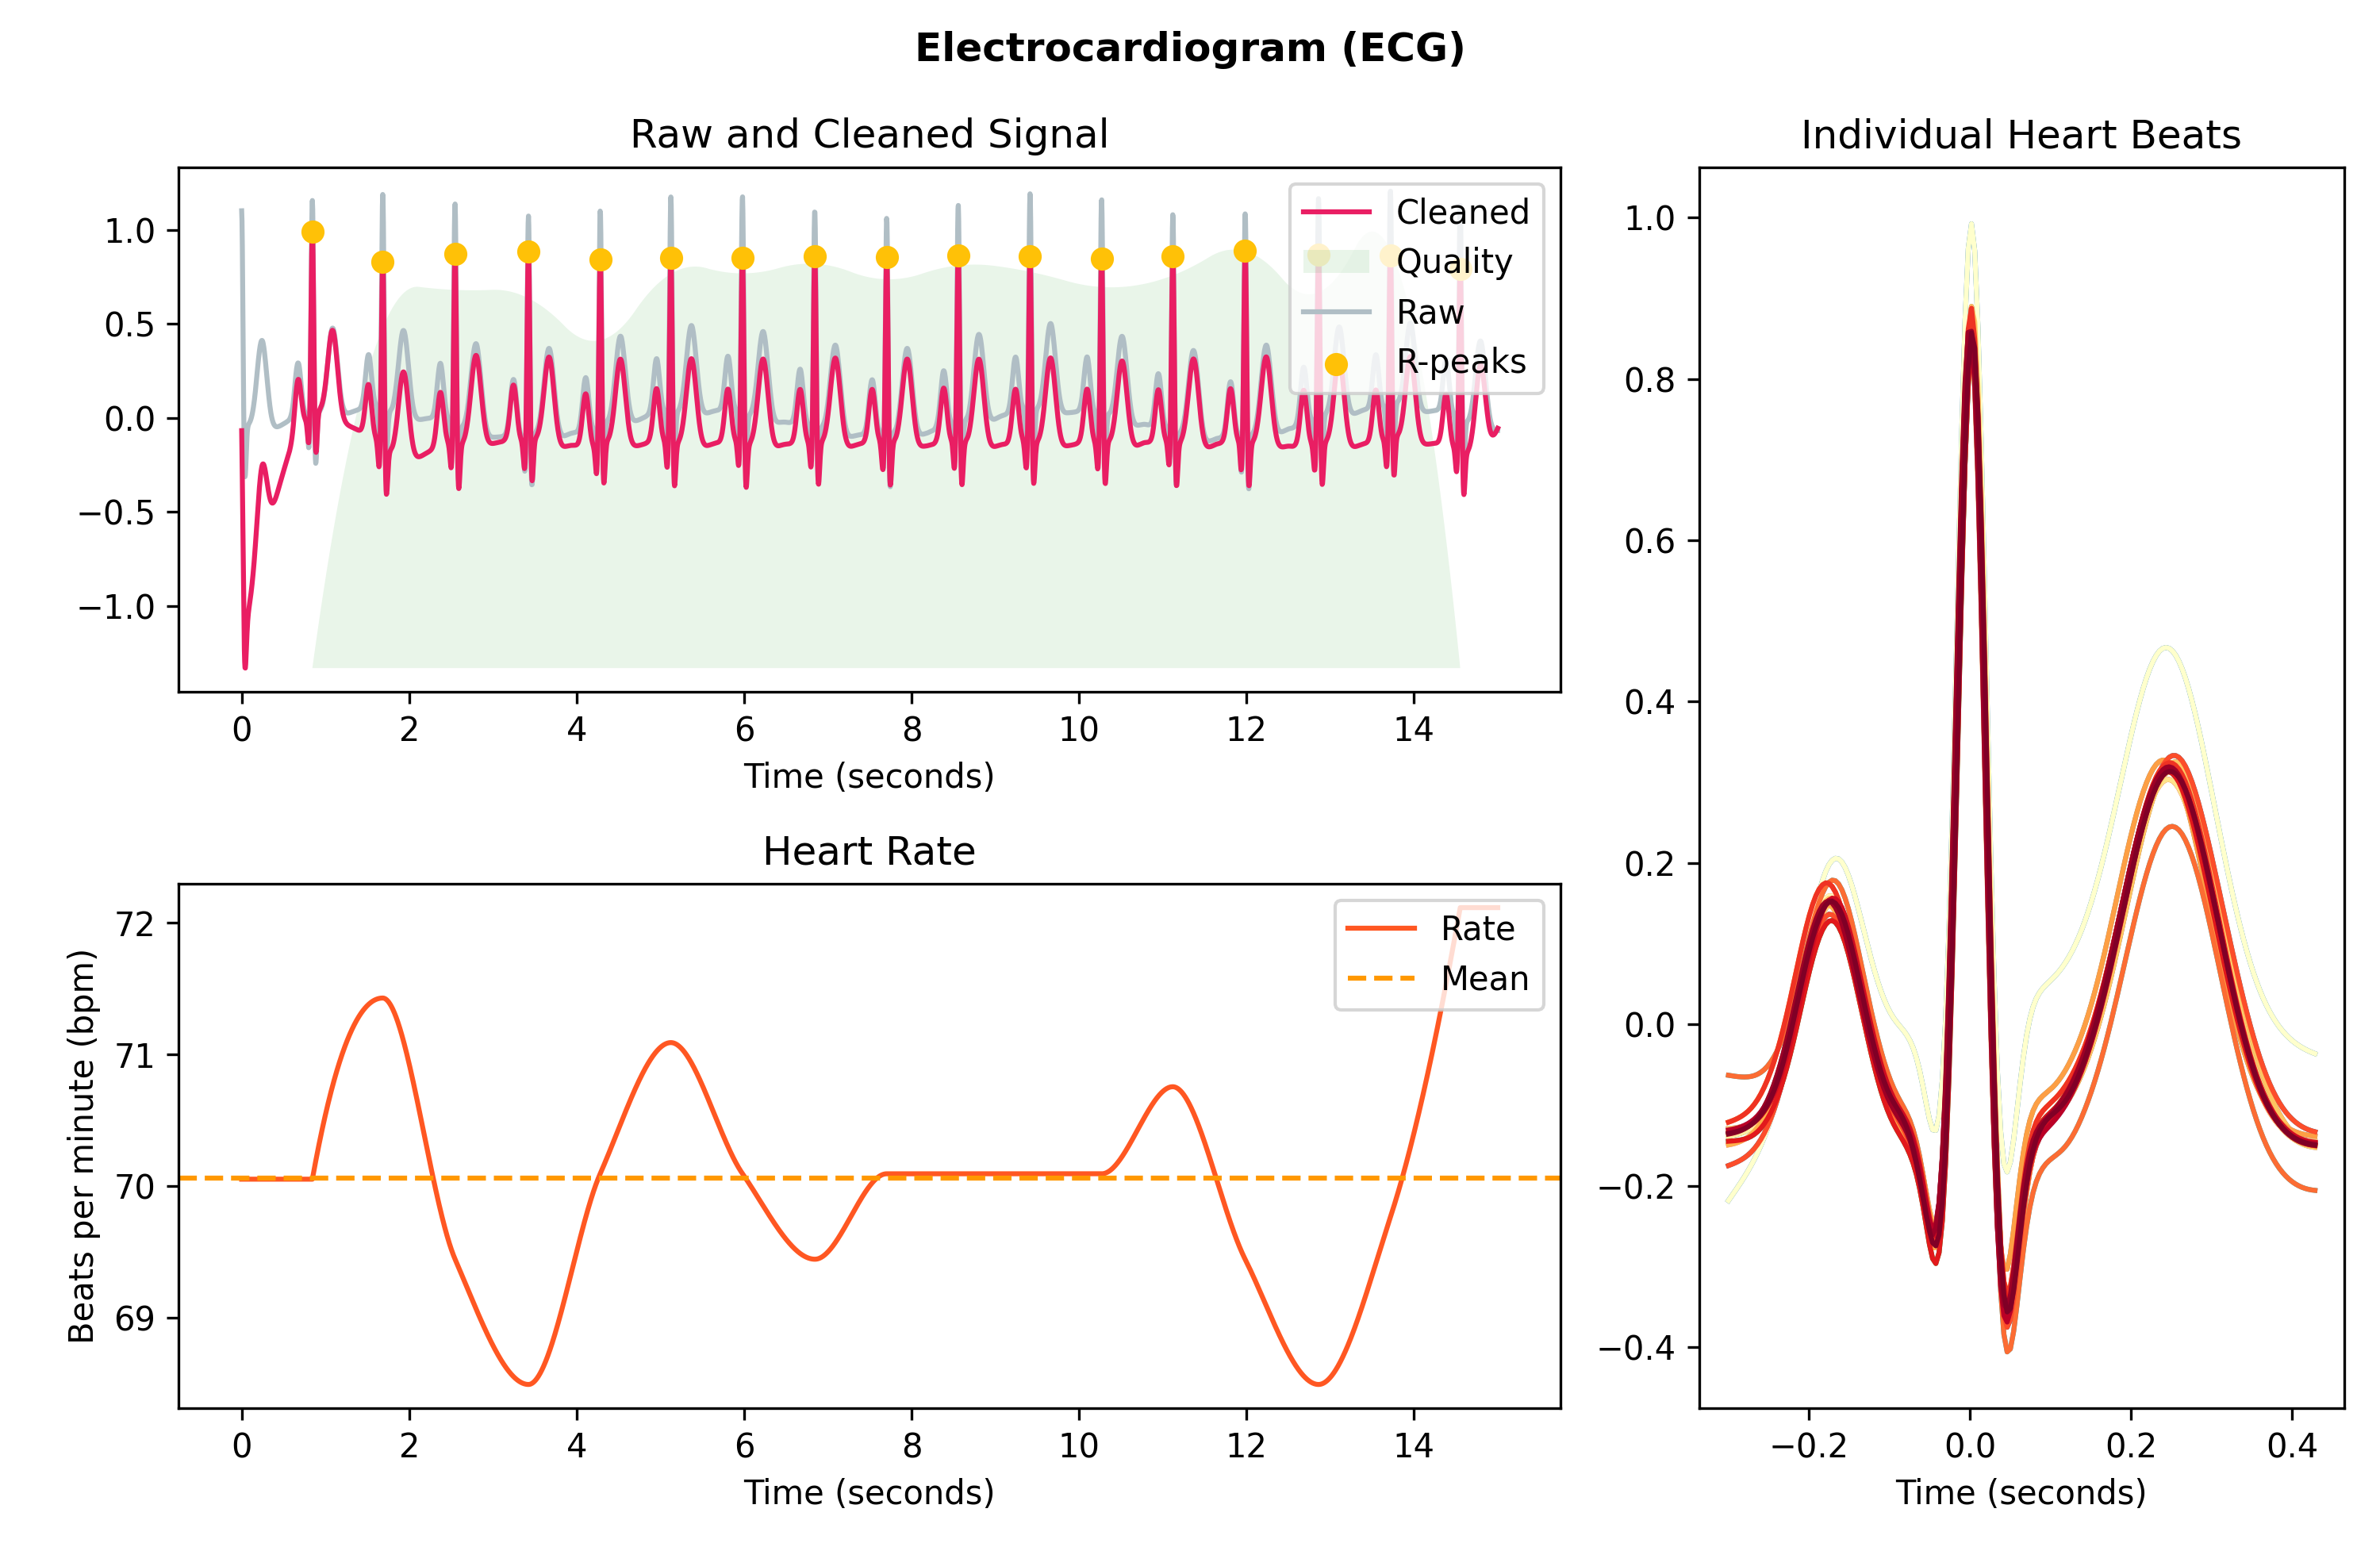 Electrocardiogram (ECG)
Raw and Cleaned Signal
1.0
0.5
0.0
−0.5
−1.0
Cleaned
Quality
Raw
R-peaks
0 2 4 6 8 10 12 14
Time (seconds)
Heart Rate
Beats per minute (bpm)
72
71
70
69
Rate
Mean
0 2 4 6 8 10 12 14
Time (seconds)
Individual Heart Beats
1.0
0.8
0.6
0.4
0.2
0.0
−0.2
−0.4
−0.2 0.0 0.2 0.4
Time (seconds)